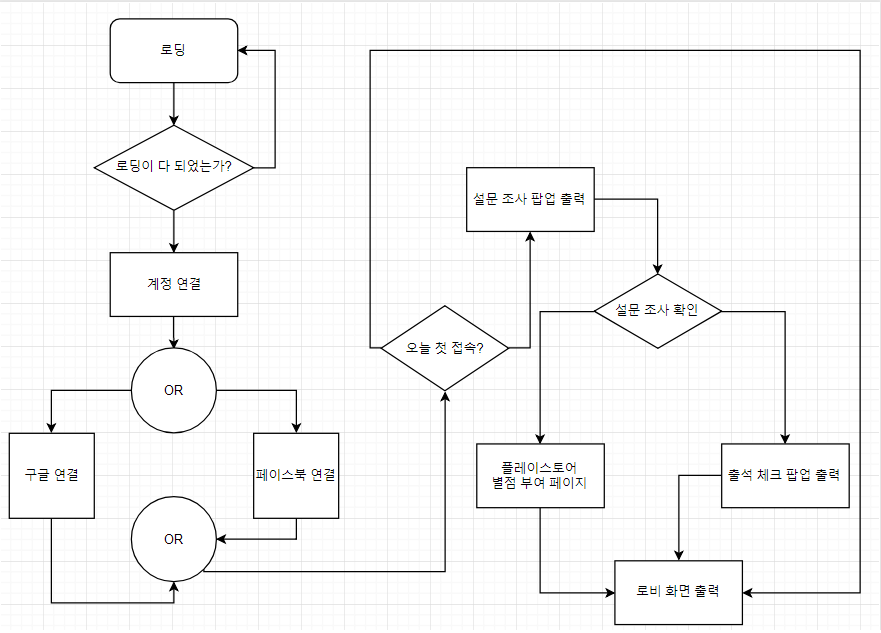 로딩
로딩이 다 되었는가?
계정 연결
OR
구글 연결
페이스북 연결
OR
오늘 첫 접속?
설문 조사 팝업 출력
설문 조사 확인
플레이스토어
별점 부여 페이지
출석 체크 팝업 출력
로비 화면 출력